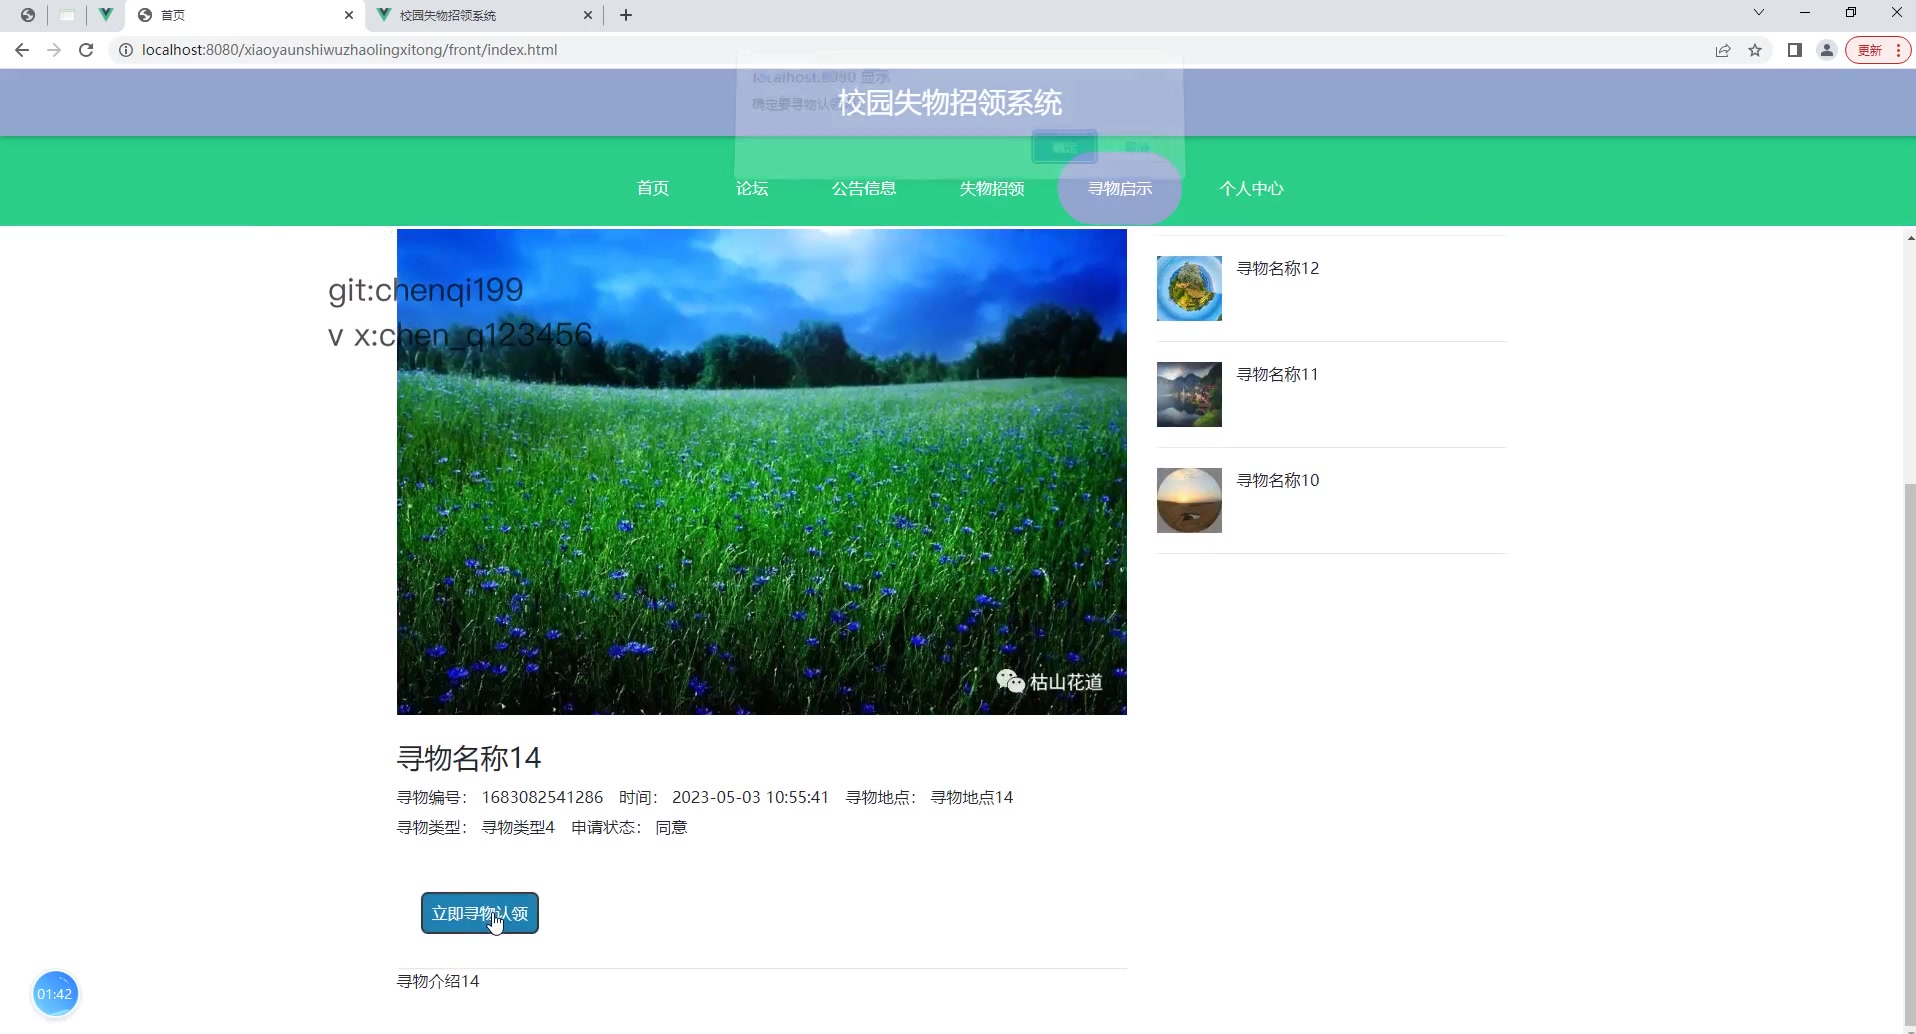 首页
校园失物招领系统
localhost:8080/xiaoyaunshiwuzhaolingxitong/front/index.html
更新
localhost:8080 显示
确定要寻物认领
校园失物招领系统
确定
取消
首页
论坛
公告信息
失物招领
寻物启示
个人中心
git:chenqi199
v x:chen_q123456
枯山花道
寻物名称12
寻物名称11
寻物名称10
寻物名称14
寻物编号： 1683082541286 时间： 2023-05-03 10:55:41 寻物地点： 寻物地点14
寻物类型： 寻物类型4 申请状态： 同意
立即寻物认领
寻物介绍14
01:42